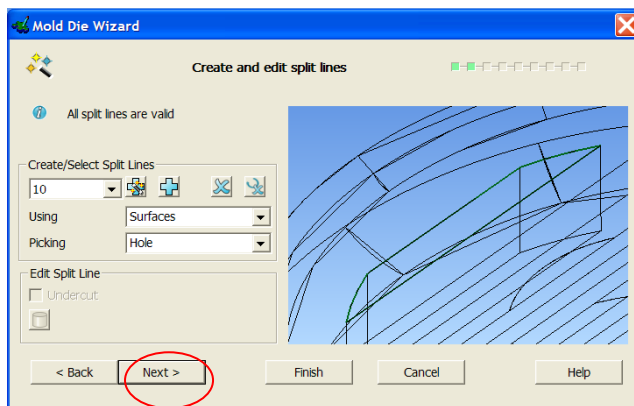 Mold Die Wizard
Create and edit split lines
All split lines are valid
Create/Select Split Lines
10
Using Surfaces
Picking Hole
Edit Split Line
Undercut
< Back Next > Finish Cancel Help